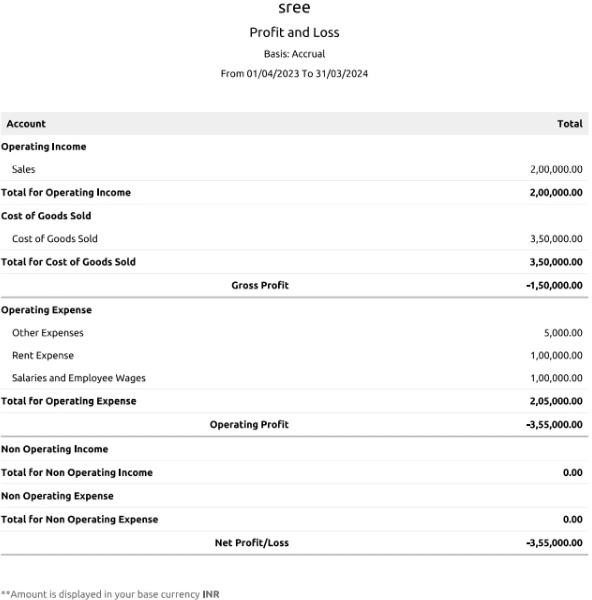 sree
Profit and Loss
Basis: Accrual
From 01/04/2023 To 31/03/2024
Account Total
Operating Income
Sales 2,00,000.00
Total for Operating Income 2,00,000.00
Cost of Goods Sold
Cost of Goods Sold 3,50,000.00
Total for Cost of Goods Sold 3,50,000.00
Gross Profit -1,50,000.00
Operating Expense
Other Expenses 5,000.00
Rent Expense 1,00,000.00
Salaries and Employee Wages 1,00,000.00
Total for Operating Expense 2,05,000.00
Operating Profit -3,55,000.00
Non Operating Income
Total for Non Operating Income 0.00
Non Operating Expense
Total for Non Operating Expense 0.00
Net Profit/Loss -3,55,000.00
**Amount is displayed in your base currency INR